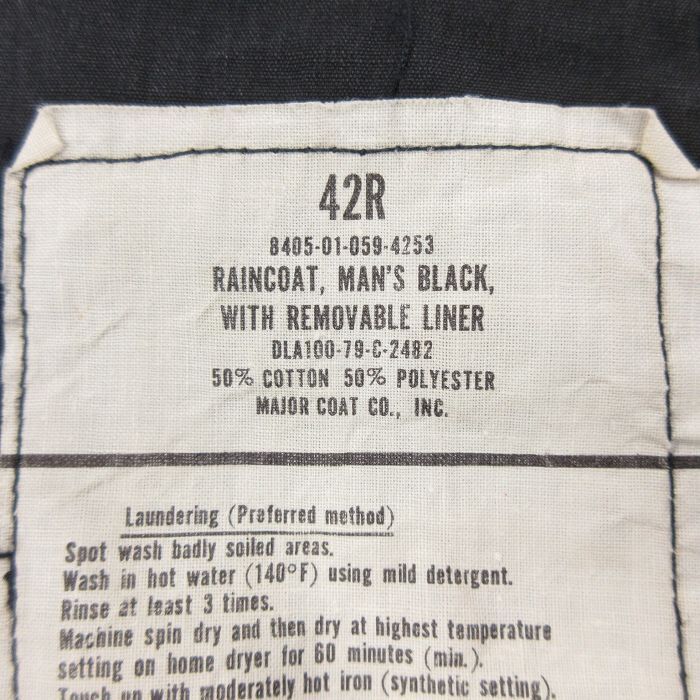 42R
8405-01-059-4253
RAINCOAT, MAN'S BLACK,
WITH REMOVABLE LINER
DLA100-79-C-2482
50% COTTON 50% POLYESTER
MAJOR COAT CO., INC.
Laundering (Preferred method)
Spot wash badly soiled areas.
Wash in hot water (140°F) using mild detergent.
Rinse at least 3 times.
Machine spin dry and then dry at highest temperature
setting on home dryer for 60 minutes (min.).
Touch up with moderately hot iron (synthetic setting).